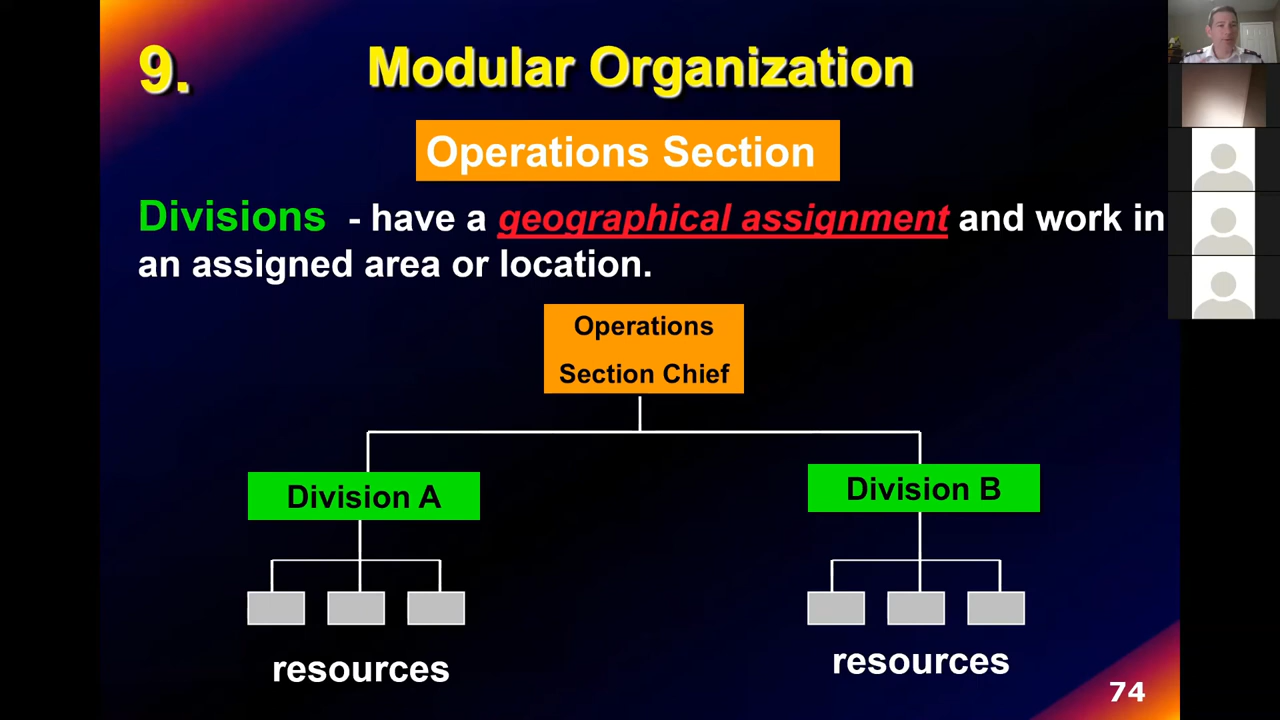 9.
Modular Organization
Operations Section
Divisions - have a geographical assignment and work in
an assigned area or location.
Operations
Section Chief
Division A
Division B
resources
resources
74